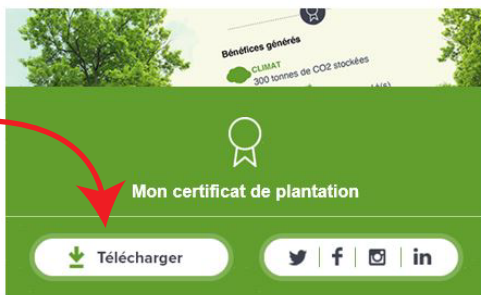 Bénéfices générés
CLIMAT
300 tonnes de CO2 stockées
Mon certificat de plantation
Télécharger